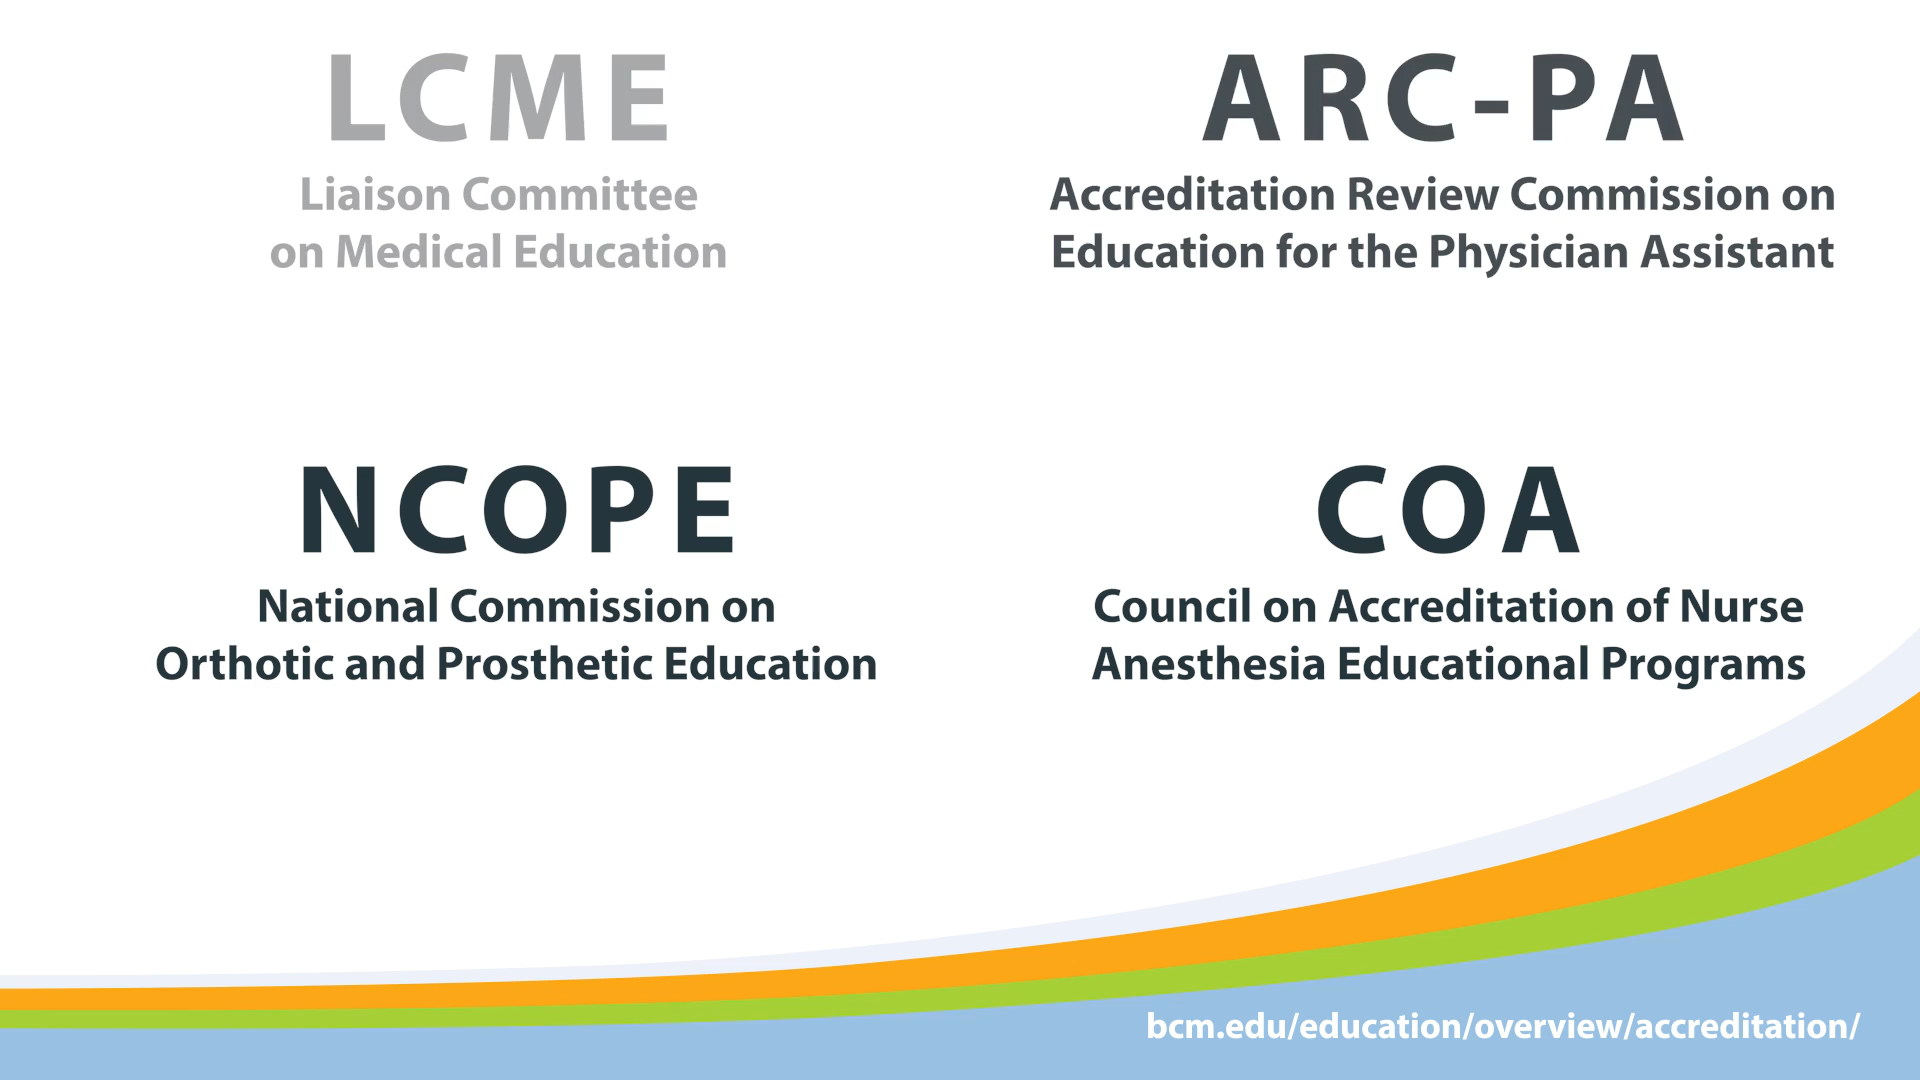 LCME
Liaison Committee
on Medical Education
ARC-PA
Accreditation Review Commission on
Education for the Physician Assistant
NCOPE
National Commission on
Orthotic and Prosthetic Education
COA
Council on Accreditation of Nurse
Anesthesia Educational Programs
bcm.edu/education/overview/accreditation/